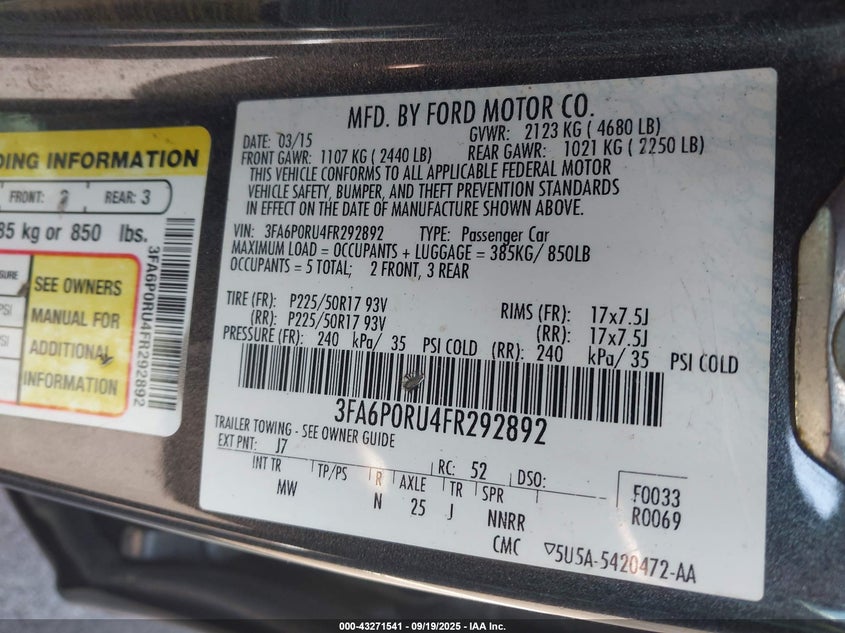 DING INFORMATION
FRONT: 2 REAR: 3
85 kg or 850 lbs.
SURE
PSI
PSI
SEE OWNERS
MANUAL FOR
ADDITIONAL
INFORMATION
3FA6P0RU4FR292892
MFD. BY FORD MOTOR CO.
DATE: 03/15 GVWR: 2123 KG ( 4680 LB)
FRONT GAWR: 1107 KG ( 2440 LB) REAR GAWR: 1021 KG ( 2250 LB)
THIS VEHICLE CONFORMS TO ALL APPLICABLE FEDERAL MOTOR
VEHICLE SAFETY, BUMPER, AND THEFT PREVENTION STANDARDS
IN EFFECT ON THE DATE OF MANUFACTURE SHOWN ABOVE.
VIN: 3FA6P0RU4FR292892 TYPE: Passenger Car
MAXIMUM LOAD = OCCUPANTS + LUGGAGE = 385KG/ 850LB
OCCUPANTS = 5 TOTAL; 2 FRONT, 3 REAR
TIRE (FR): P225/50R17 93V RIMS (FR): 17x7.5J
(RR): P225/50R17 93V (RR): 17x7.5J
PRESSURE (FR): 240 kPa/ 35 PSI COLD (RR): 240 kPa/ 35 PSI COLD
3FA6P0RU4FR292892
TRAILER TOWING - SEE OWNER GUIDE
EXT PNT: J7 RC: 52 DSO: F0033
INT TR TP/PS R AXLE TR SPR R0069
MW N 25 J NNRR
CMC ▽5U5A-5420472-AA
000-43271541 - 09/19/2025 - IAA Inc.